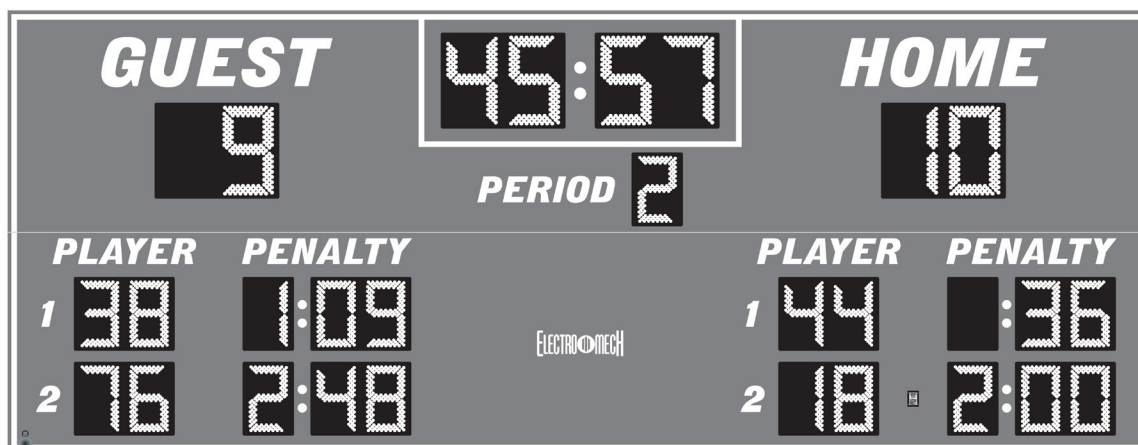 GUEST 45:57 HOME
9 10
PERIOD 2
PLAYER PENALTY PLAYER PENALTY
1 38 1:09 1 44 :36
2 76 2:48 2 18 2:00
ELECTRO MECH